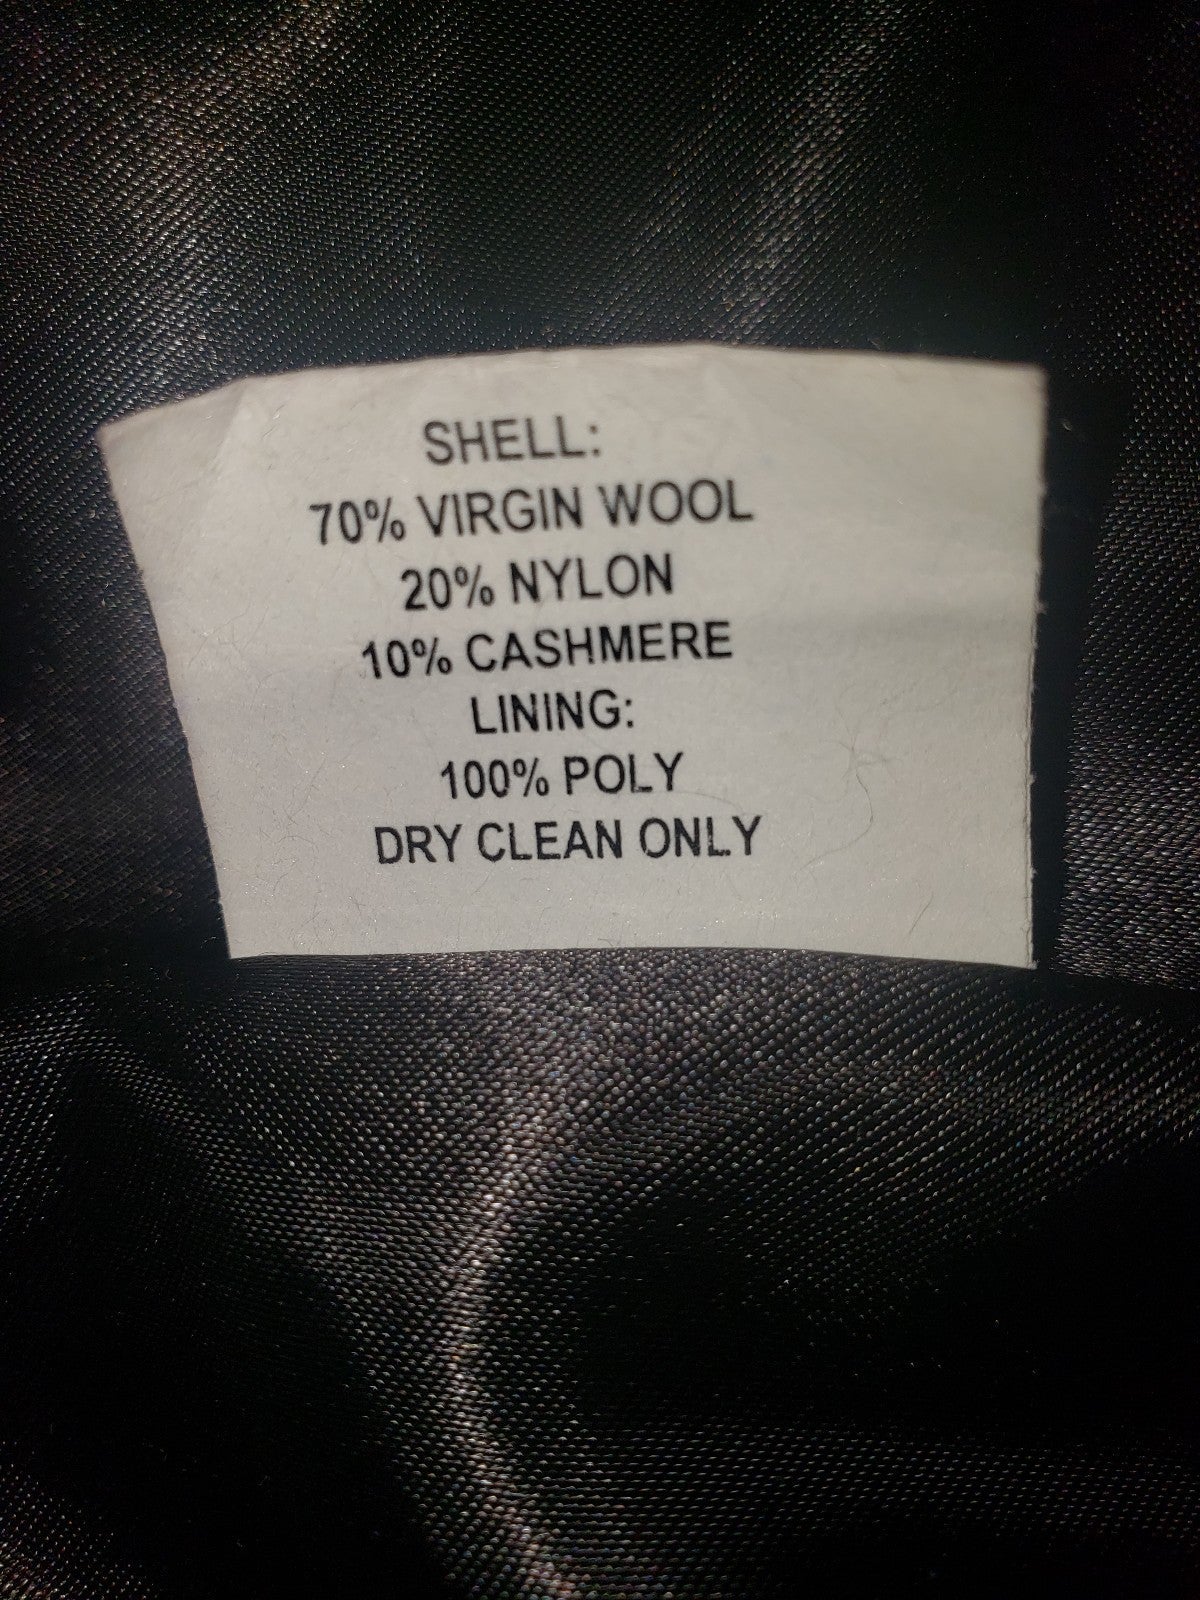 SHELL:
70% VIRGIN WOOL
20% NYLON
10% CASHMERE
LINING:
100% POLY
DRY CLEAN ONLY